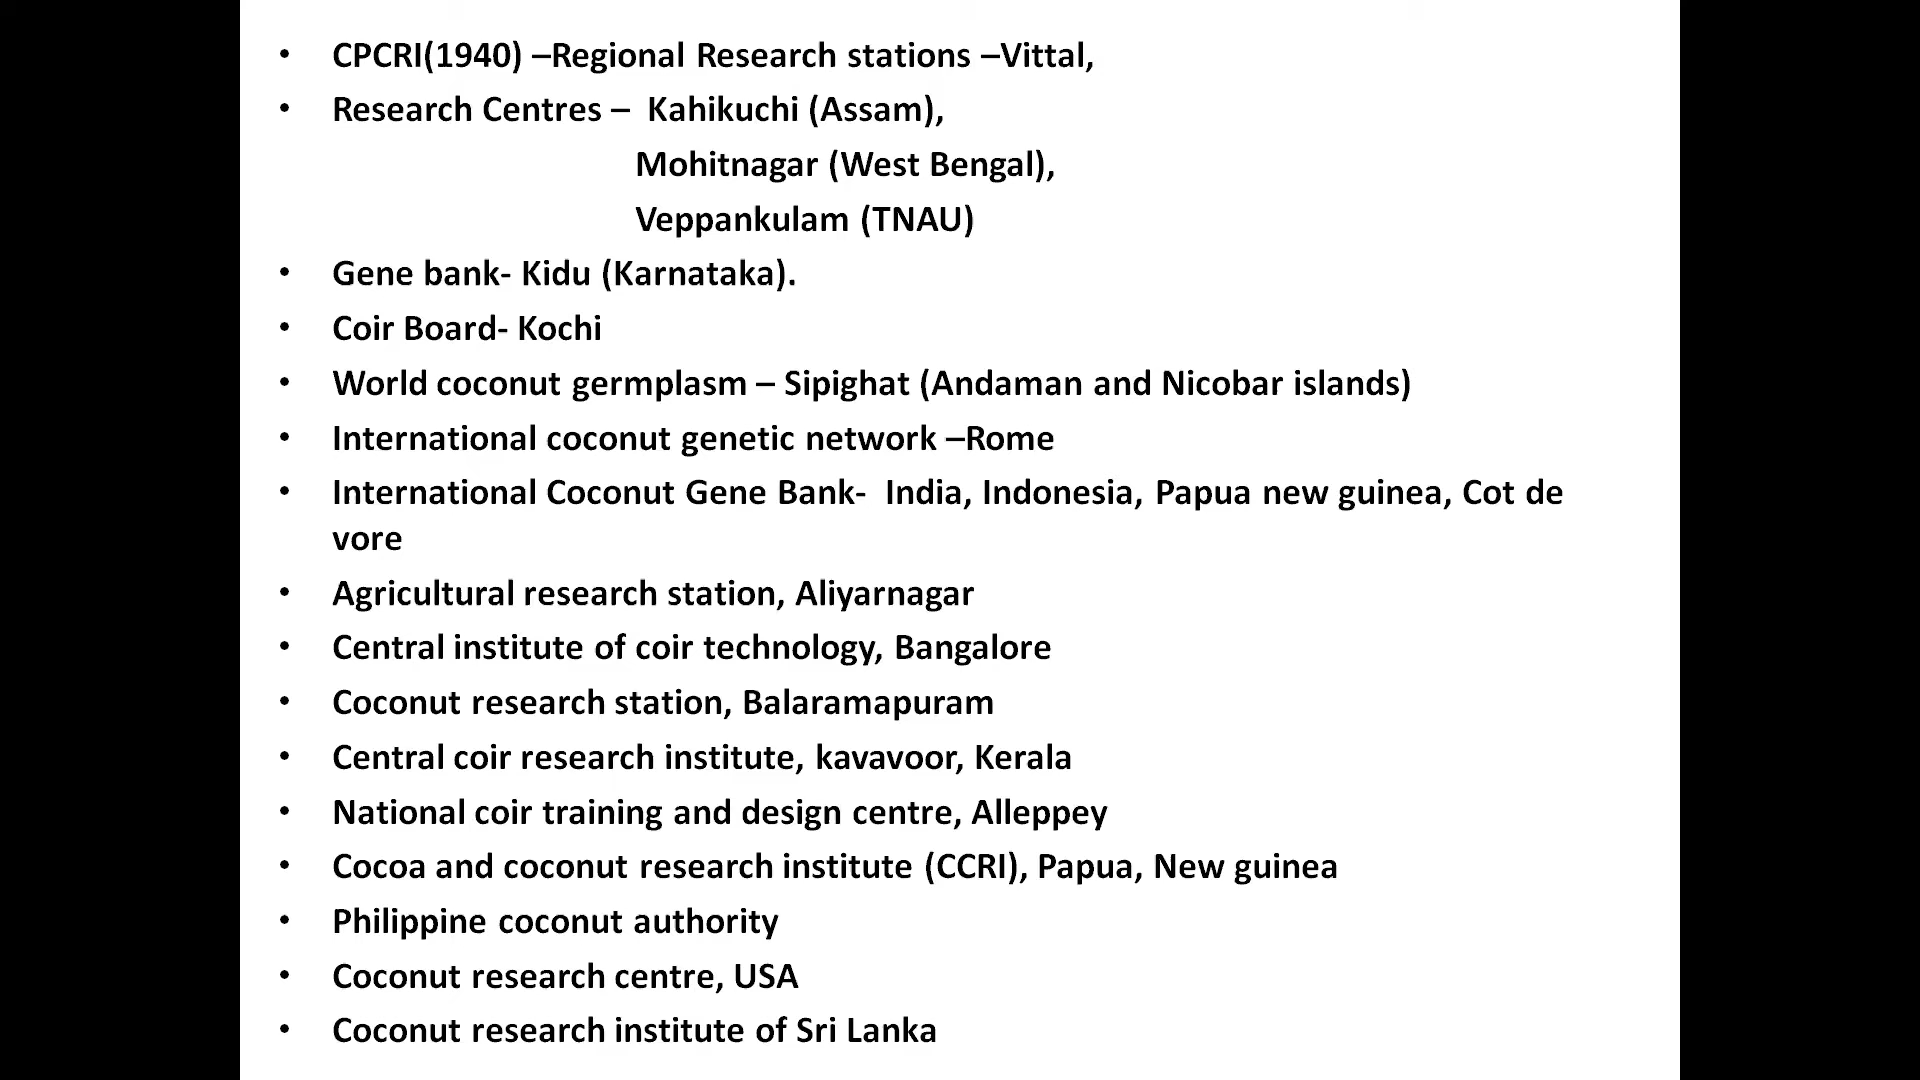 • CPCRI(1940) –Regional Research stations –Vittal,
• Research Centres – Kahikuchi (Assam),
Mohitnagar (West Bengal),
Veppankulam (TNAU)
• Gene bank- Kidu (Karnataka).
• Coir Board- Kochi
• World coconut germplasm – Sipighat (Andaman and Nicobar islands)
• International coconut genetic network –Rome
• International Coconut Gene Bank- India, Indonesia, Papua new guinea, Cot de
vore
• Agricultural research station, Aliyarnagar
• Central institute of coir technology, Bangalore
• Coconut research station, Balaramapuram
• Central coir research institute, kavavoor, Kerala
• National coir training and design centre, Alleppey
• Cocoa and coconut research institute (CCRI), Papua, New guinea
• Philippine coconut authority
• Coconut research centre, USA
• Coconut research institute of Sri Lanka